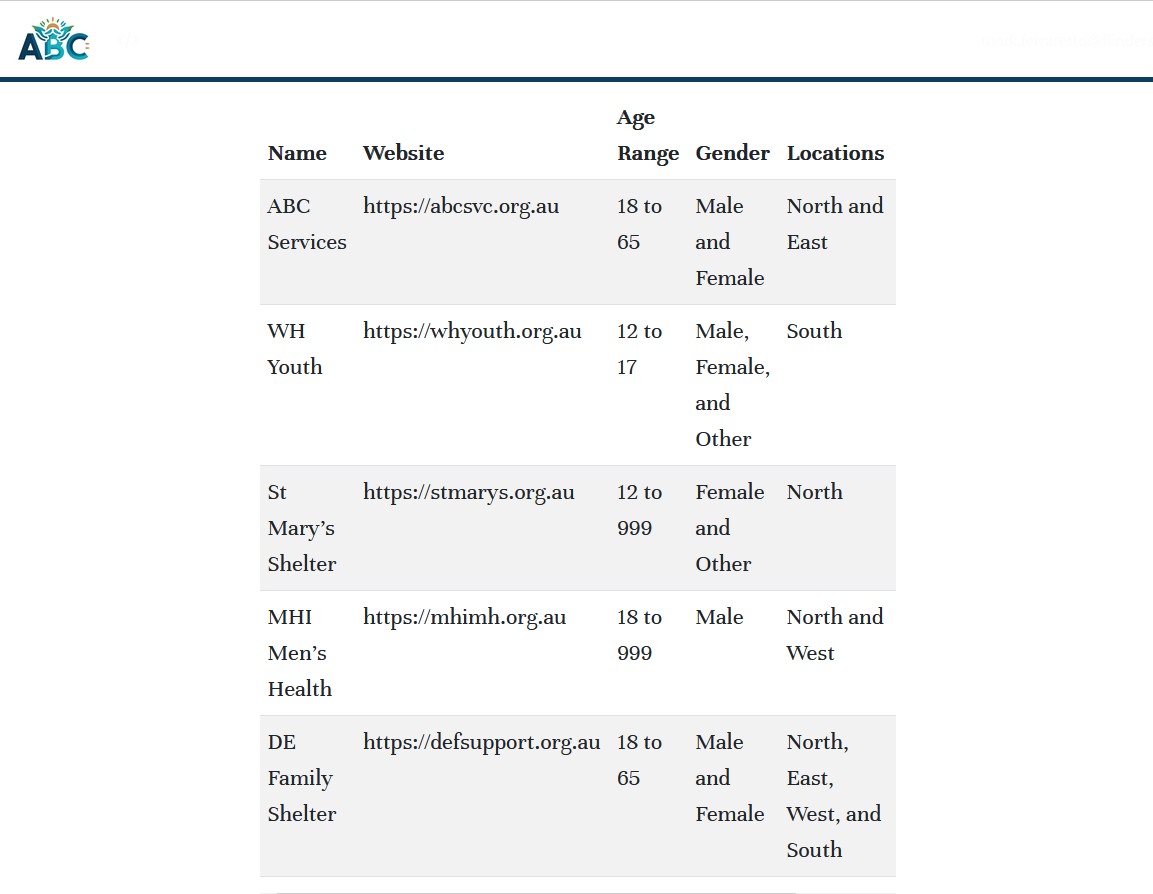 ABC
Age
Name Website Range Gender Locations
ABC https://abcsvc.org.au 18 to Male North and
Services 65 and East
Female
WH https://whyouth.org.au 12 to Male, South
Youth 17 Female,
and
Other
St https://stmarys.org.au 12 to Female North
Mary’s 999 and
Shelter Other
MHI https://mhimh.org.au 18 to Male North and
Men’s 999 West
Health
DE https://defsupport.org.au 18 to Male North,
Family 65 and East,
Shelter Female West, and
South